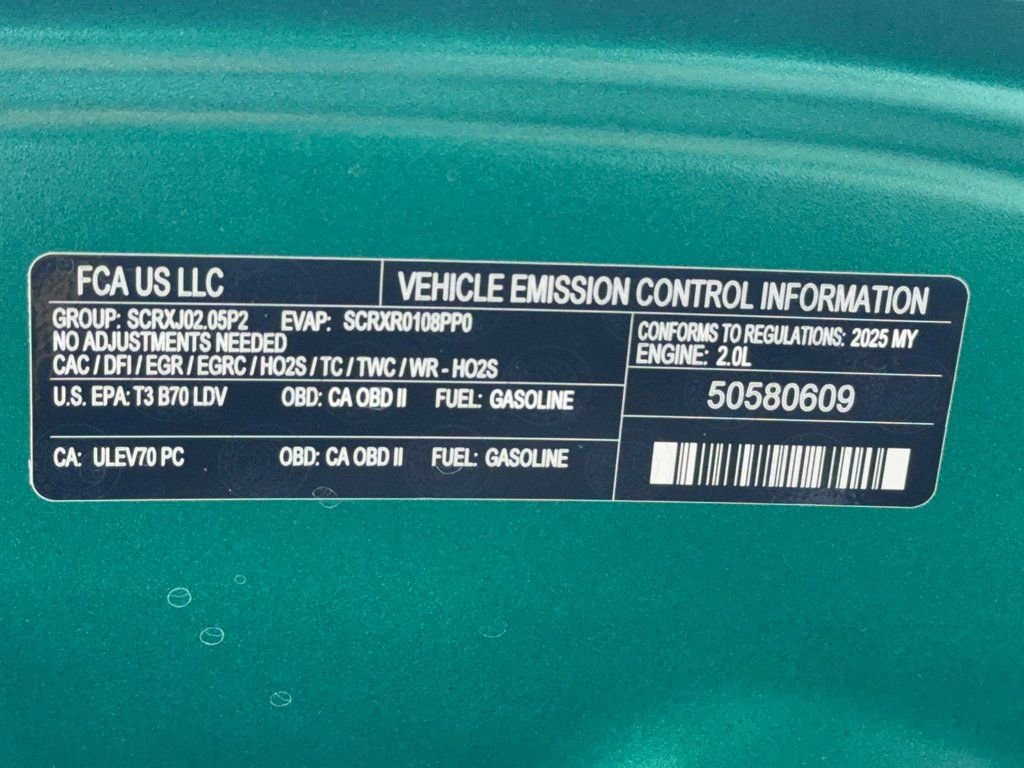 FCA US LLC
VEHICLE EMISSION CONTROL INFORMATION
GROUP: SCRXJ02.05P2 EVAP: SCRXR0108PP0
NO ADJUSTMENTS NEEDED
CAC / DFI / EGR / EGRC / HO2S / TC / TWC / WR - HO2S
CONFORMS TO REGULATIONS: 2025 MY
ENGINE: 2.0L
U.S. EPA: T3 B70 LDV OBD: CA OBD II FUEL: GASOLINE
50580609
CA: ULEV70 PC OBD: CA OBD II FUEL: GASOLINE